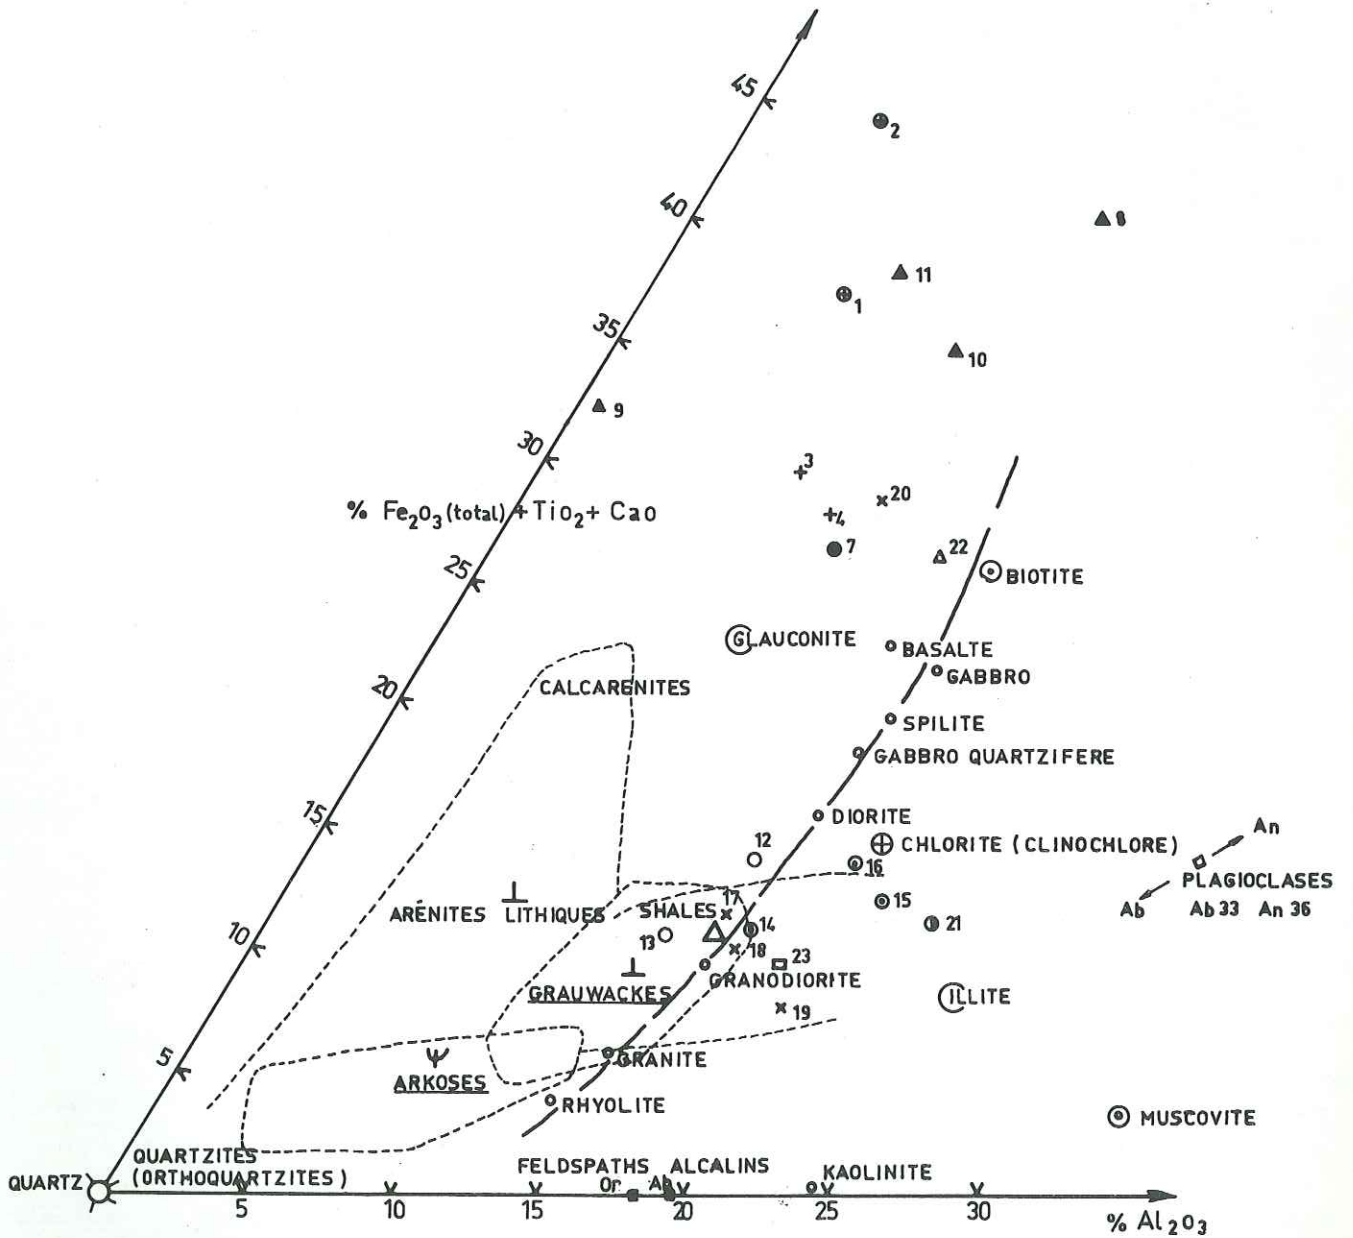 45
2
40
8
11
1
35
10
9
30
3
20
% Fe₂O₃ (total) + Tio₂ + Cao
4
7
22
25
BIOTITE
GLAUCONITE
BASALTE
GABBRO
CALCARENITES
20
SPILITE
GABBRO QUARTZIFERE
15
DIORITE
An
12
CHLORITE (CLINOCHLORE)
16
PLAGIOCLASES
Ab
Ab 33 An 36
15
17
SHALES
ARÉNITES LITHIQUES
21
14
13
10
18
23
GRANODIORITE
GRAUWACKES
ILLITE
19
5
GRANITE
ARKOSES
RHYOLITE
MUSCOVITE
QUARTZITES
(ORTHOQUARTZITES)
QUARTZ
FELDSPATHS ALCALINS
Or Ab
KAOLINITE
5 10 15 20 25 30
% Al₂O₃